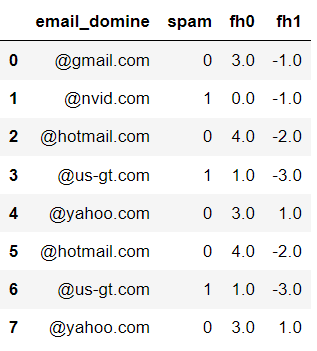 email_domine spam fh0 fh1
0 @gmail.com 0 3.0 -1.0
1 @nvid.com 1 0.0 -1.0
2 @hotmail.com 0 4.0 -2.0
3 @us-gt.com 1 1.0 -3.0
4 @yahoo.com 0 3.0 1.0
5 @hotmail.com 0 4.0 -2.0
6 @us-gt.com 1 1.0 -3.0
7 @yahoo.com 0 3.0 1.0